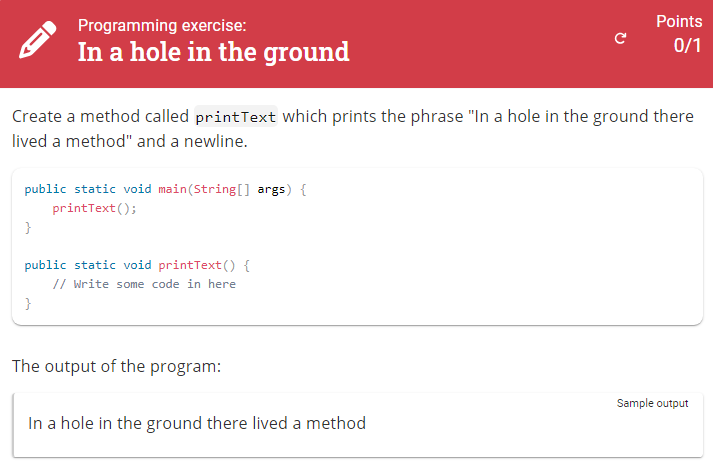 Programming exercise:
In a hole in the ground
Points
0/1
Create a method called printText which prints the phrase "In a hole in the ground there
lived a method" and a newline.
public static void main(String[] args) {
    printText();
}
public static void printText() {
    // Write some code in here
}
The output of the program:
Sample output
In a hole in the ground there lived a method